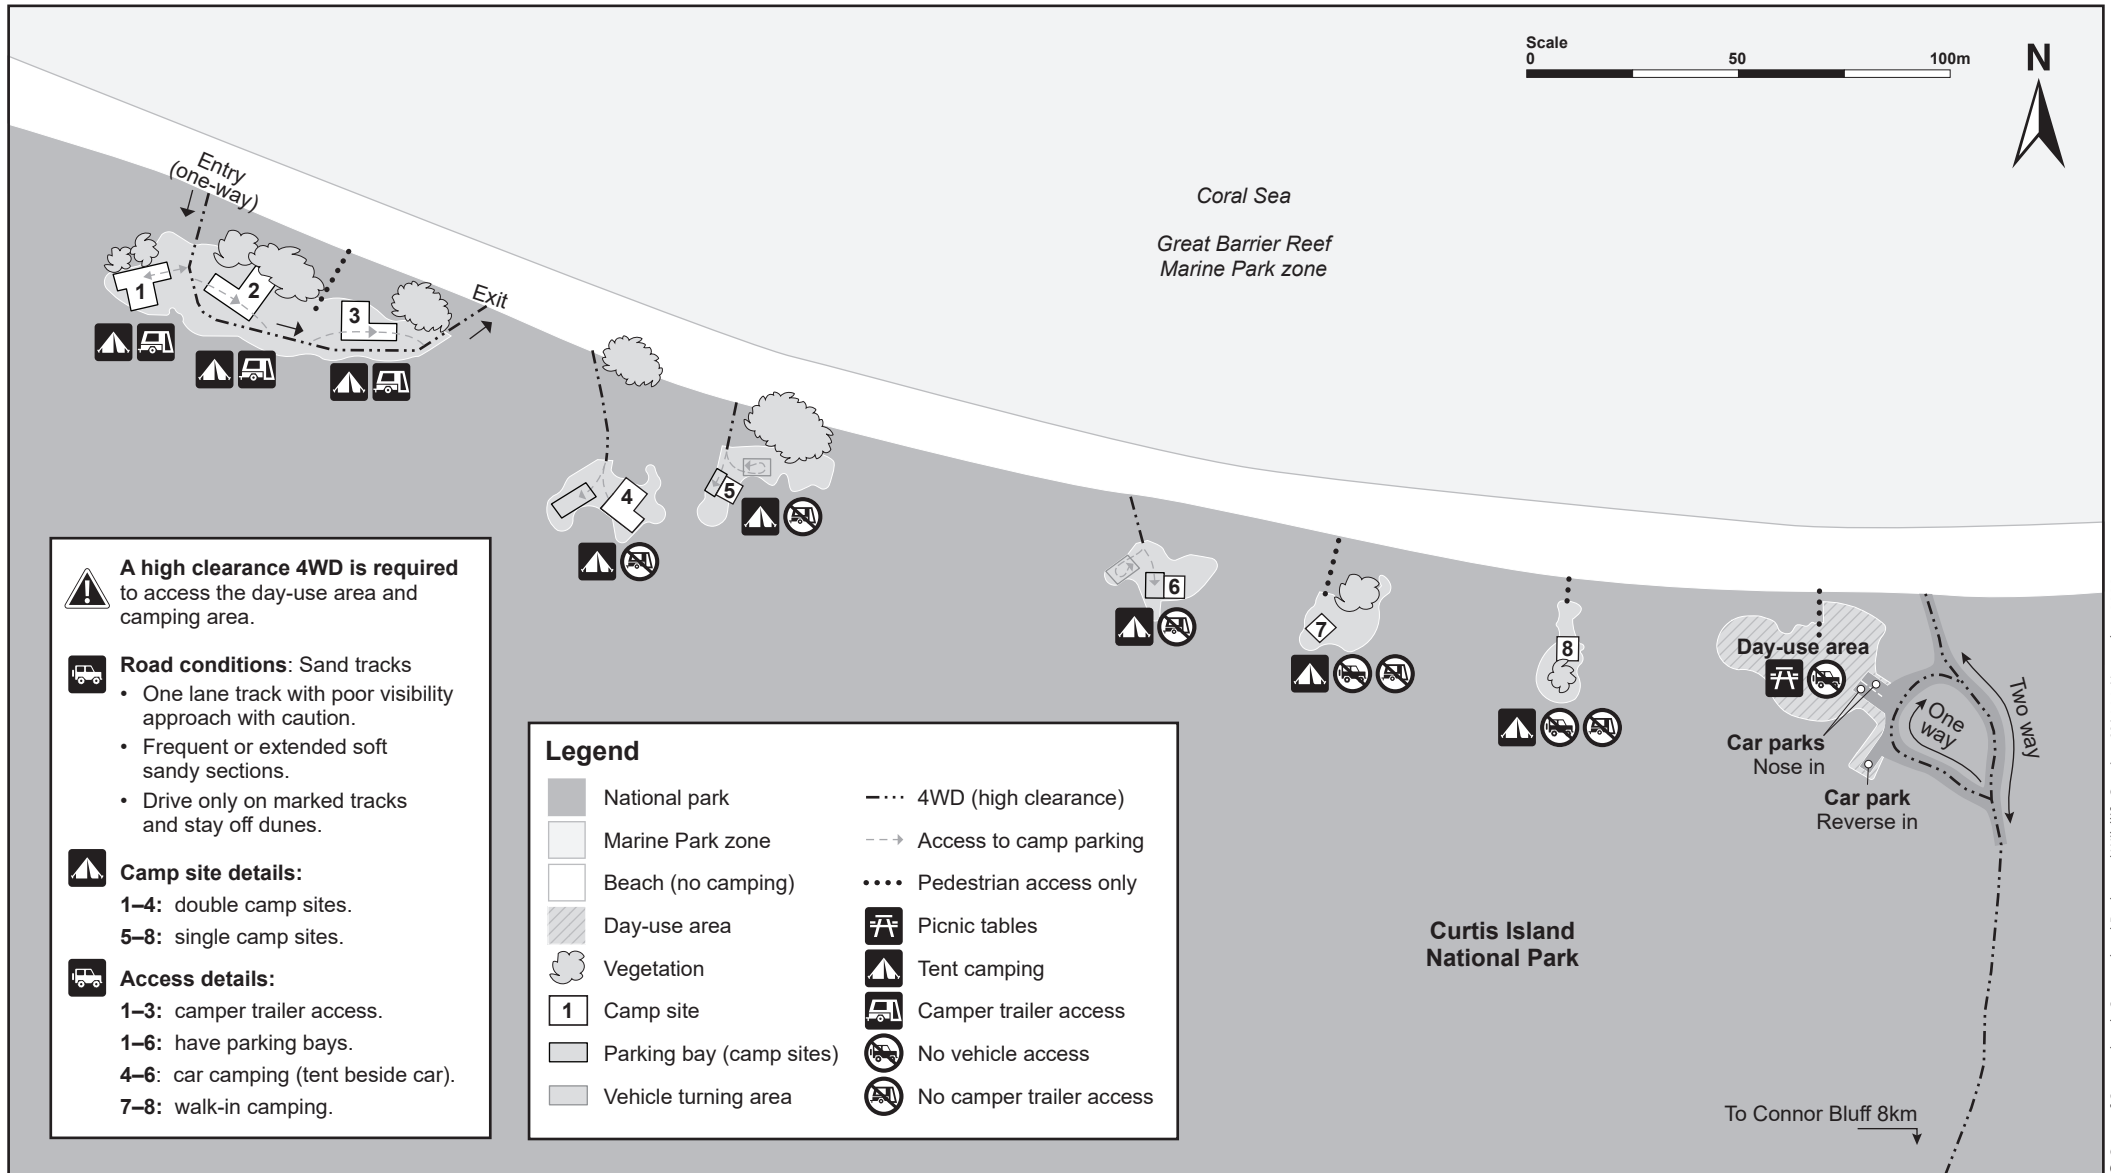 Scale
0 50 100m
N
Coral Sea
Great Barrier Reef
Marine Park zone
Entry
(one-way)
Exit
1
2
3
4
5
6
7
8
Day-use area
Car parks
Nose in
Car park
Reverse in
One
way
Two way
Curtis Island
National Park
To Connor Bluff 8km
A high clearance 4WD is required
to access the day-use area and
camping area.
Road conditions: Sand tracks
• One lane track with poor visibility
approach with caution.
• Frequent or extended soft
sandy sections.
• Drive only on marked tracks
and stay off dunes.
Camp site details:
1–4: double camp sites.
5–8: single camp sites.
Access details:
1–3: camper trailer access.
1–6: have parking bays.
4–6: car camping (tent beside car).
7–8: walk-in camping.
Legend
National park
Marine Park zone
Beach (no camping)
Day-use area
Vegetation
1 Camp site
Parking bay (camp sites)
Vehicle turning area
4WD (high clearance)
Access to camp parking
Pedestrian access only
Picnic tables
Tent camping
Camper trailer access
No vehicle access
No camper trailer access